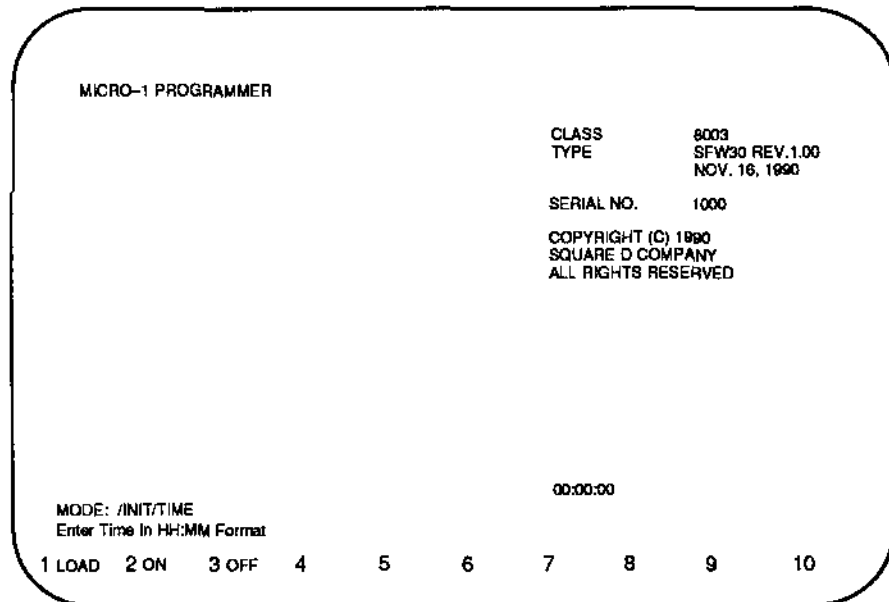 MICRO-1 PROGRAMMER
CLASS 8003
TYPE SFW30 REV.1.00
NOV. 16, 1990
SERIAL NO. 1000
COPYRIGHT (C) 1990
SQUARE D COMPANY
ALL RIGHTS RESERVED
00:00:00
MODE: /INIT/TIME
Enter Time In HH:MM Format
1 LOAD 2 ON 3 OFF 4 5 6 7 8 9 10